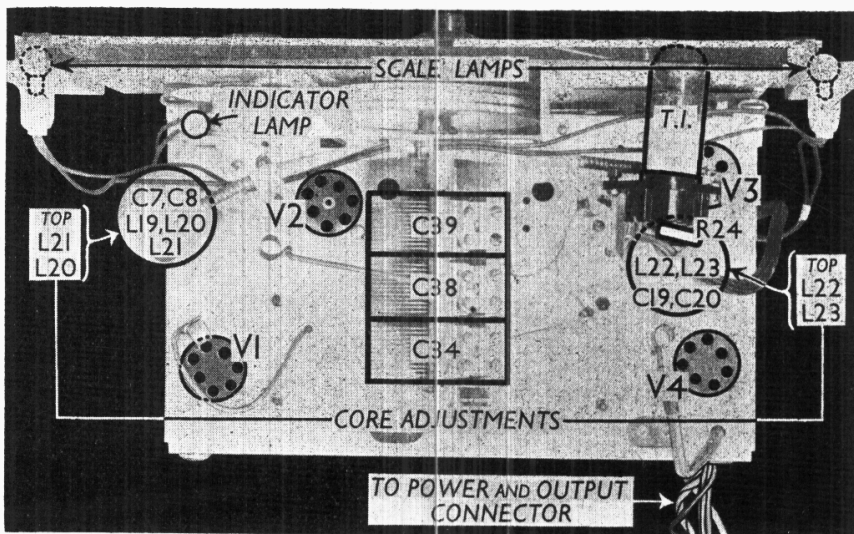 SCALE LAMPS
INDICATOR
LAMP
T.I.
C7,C8
L19,L20
L21
TOP
L21
L20
V2
V3
C39
R24
L22,L23
C19,C20
TOP
L22
L23
C38
V1
C34
V4
CORE ADJUSTMENTS
TO POWER AND OUTPUT
CONNECTOR